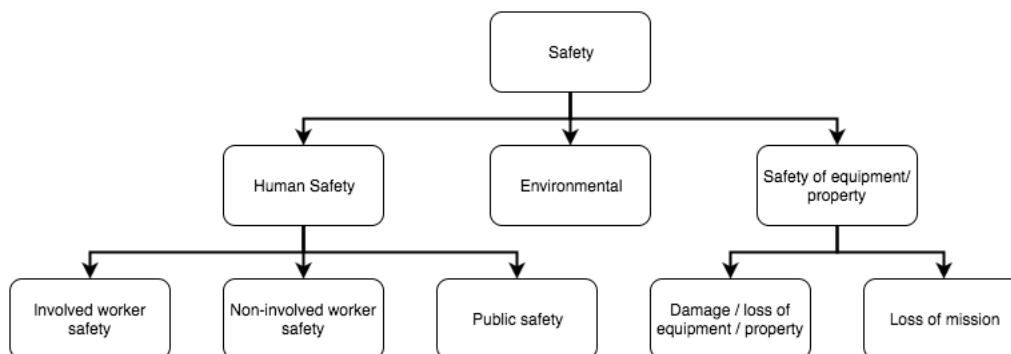 Safety
Human Safety
Environmental
Safety of equipment/
property
Involved worker
safety
Non-involved worker
safety
Public safety
Damage / loss of
equipment / property
Loss of mission